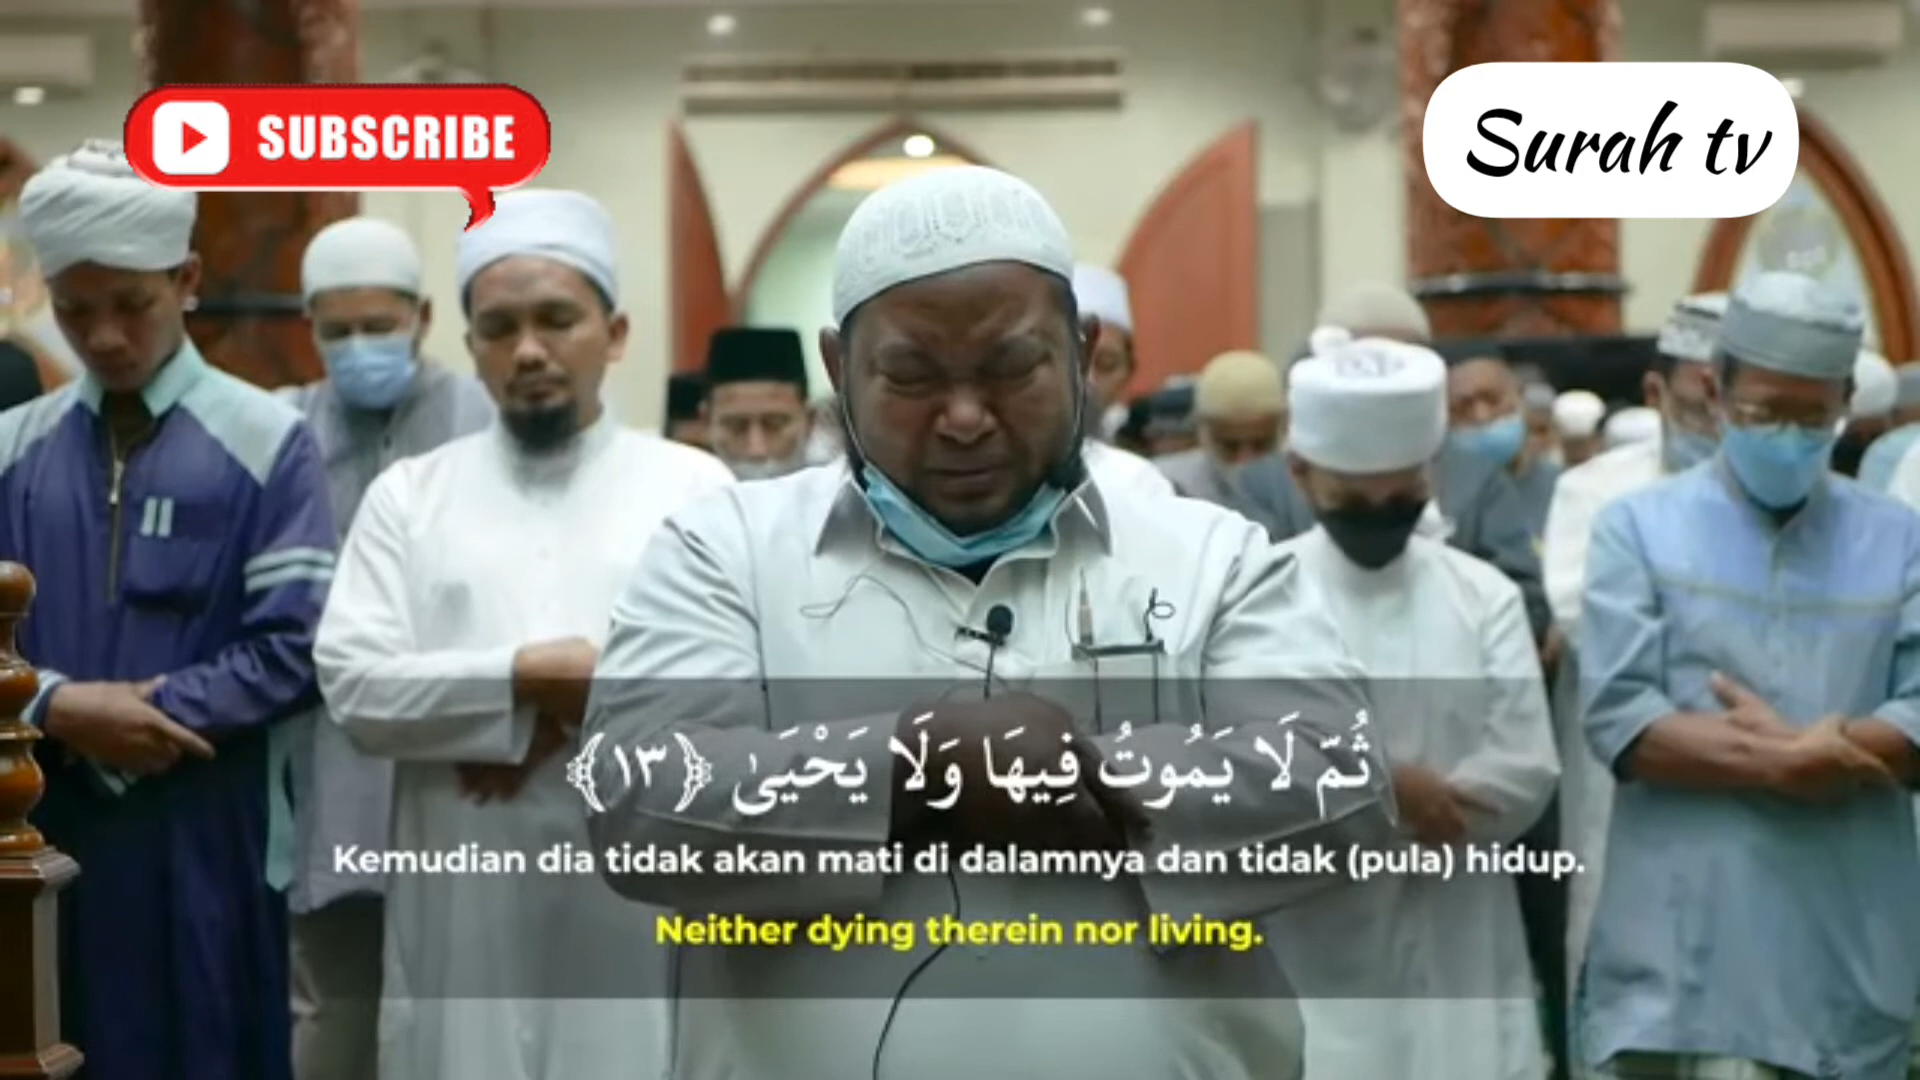 SUBSCRIBE
Surah tv
ثُمَّ لَا يَمُوتُ فِيهَا وَلَا يَحْيَىٰ ﴿١٣﴾
Kemudian dia tidak akan mati di dalamnya dan tidak (pula) hidup.
Neither dying therein nor living.